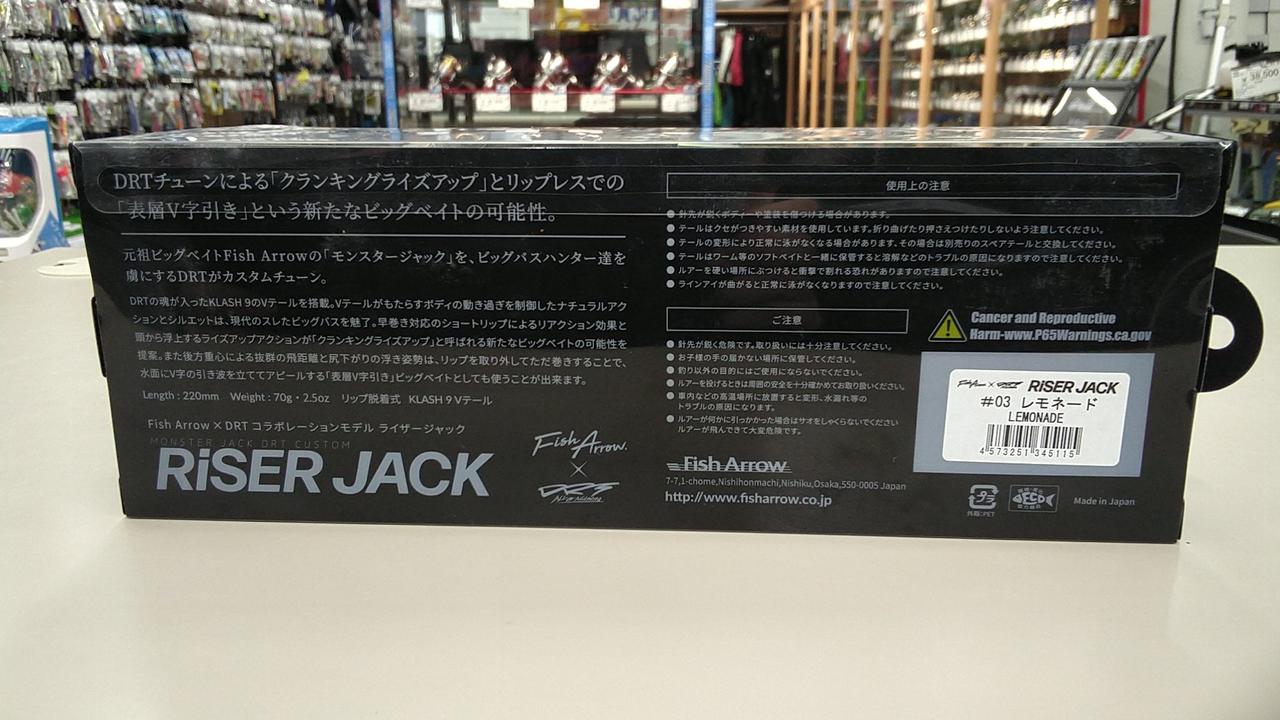 DRTチューンによる「クランキングライズアップ」とリップレスでの
「表層V字引き」という新たなビッグベイトの可能性。
元祖ビッグベイトFish Arrowの「モンスタージャック」を、ビッグバスハンター達を
虜にするDRTがカスタムチューン。
DRTの魂が入ったKLASH 9のVテールを搭載。Vテールがもたらすボディの動き過ぎを制御したナチュラルアク
ションとシルエットは、現代のスレたビッグバスを魅了。早巻き対応のショートリップによるリアクション効果と
頭から浮上するライズアップアクションが「クランキングライズアップ」と呼ばれる新たなビッグベイトの可能性を
提案。また後方重心による抜群の飛距離と尻下がりの浮き姿勢は、リップを取り外してただ巻きすることで、
水面にV字の引き波を立ててアピールする「表層V字引き」ビッグベイトとしても使うことが出来ます。
Length : 220mm Weight : 70g・2.5oz リップ脱着式 KLASH 9 Vテール
Fish Arrow × DRT コラボレーションモデル ライザージャック
MONSTER JACK DRT CUSTOM
RiSER JACK
Fish Arrow.
×
DRT
使用上の注意
●針先が鋭くボディーや塗装を傷つける場合があります。
●テールはクセがつきやすい素材を使用しています。折り曲げたり押さえつけたりしないよう注意してください。
●テールの変形により正常に泳がなくなる場合があります。その場合は別売りのスペアテールと交換してください。
●テールはワーム等のソフトベイトと一緒に保管すると溶解などのトラブルの原因になりますので注意してください。
●ルアーを硬い場所にぶつけると衝撃で割れる恐れがありますので注意してください。
●ラインアイが曲がると正常に泳がなくなりますので注意してください。
ご注意
●針先が鋭く危険です。取り扱いには十分注意してください。
●お子様の手の届かない場所に保管してください。
●釣り以外の目的にはご使用にならないでください。
●ルアーを投げるときは周囲の安全を十分確かめてお取り扱いください。
●車内などの高温場所に放置すると変形、水漏れ等の
トラブルの原因になります。
●ルアーが何かに引っかかった場合はサオをしゃくらないでください
ルアーが飛んできて大変危険です。
Fish Arrow
7-7,1-chome,Nishihonmachi,Nishiku,Osaka,550-0005 Japan
http://www.fisharrow.co.jp
Cancer and Reproductive
Harm-www.P65Warnings.ca.gov
Fish Arrow × DRT RiSER JACK
#03 レモネード
LEMONADE
4 573251 345115
プラ
外箱:PET
FECO
Made in Japan
38,500